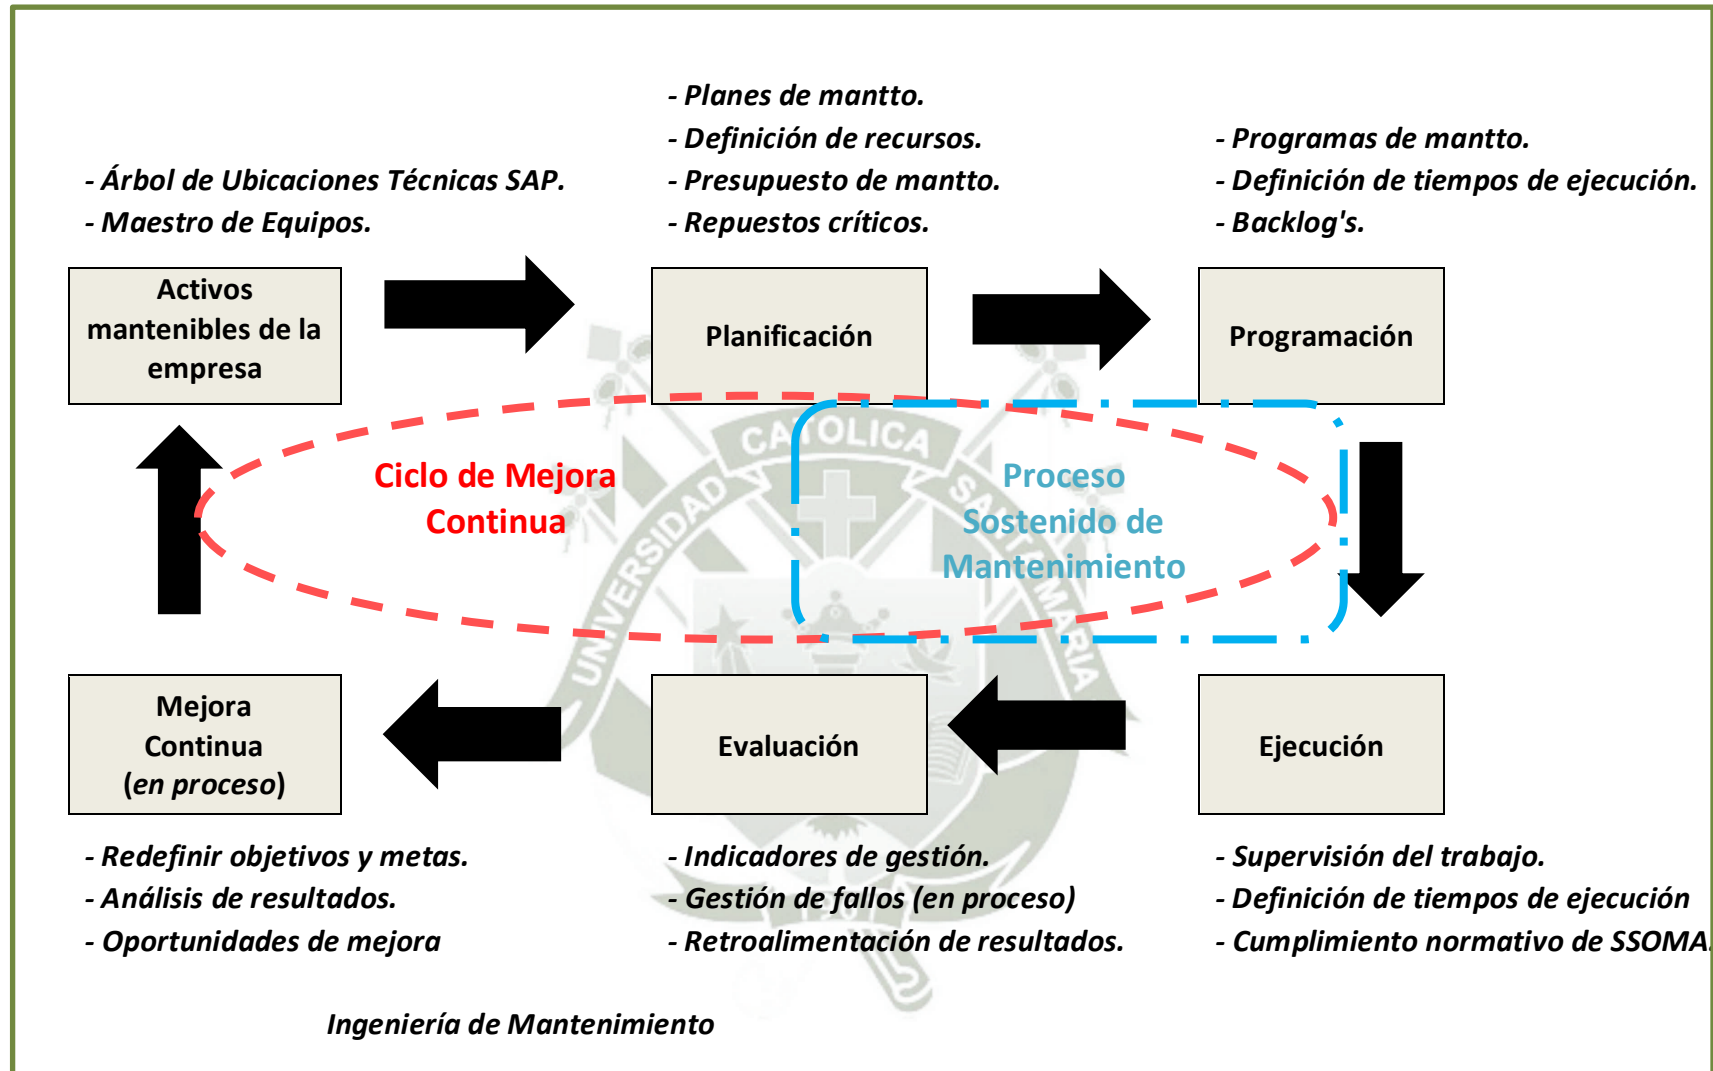 - Planes de mantto.
- Definición de recursos.
- Presupuesto de mantto.
- Repuestos críticos.
- Programas de mantto.
- Definición de tiempos de ejecución.
- Backlog's.
- Árbol de Ubicaciones Técnicas SAP.
- Maestro de Equipos.
Activos
mantenibles de la
empresa
Planificación
Programación
Ciclo de Mejora
Continua
Proceso
Sostenido de
Mantenimiento
UNIVERSIDAD CATOLICA SANTA MARIA
Mejora
Continua
(en proceso)
Evaluación
Ejecución
- Redefinir objetivos y metas.
- Análisis de resultados.
- Oportunidades de mejora
- Indicadores de gestión.
- Gestión de fallos (en proceso)
- Retroalimentación de resultados.
- Supervisión del trabajo.
- Definición de tiempos de ejecución
- Cumplimiento normativo de SSOMA.
Ingeniería de Mantenimiento